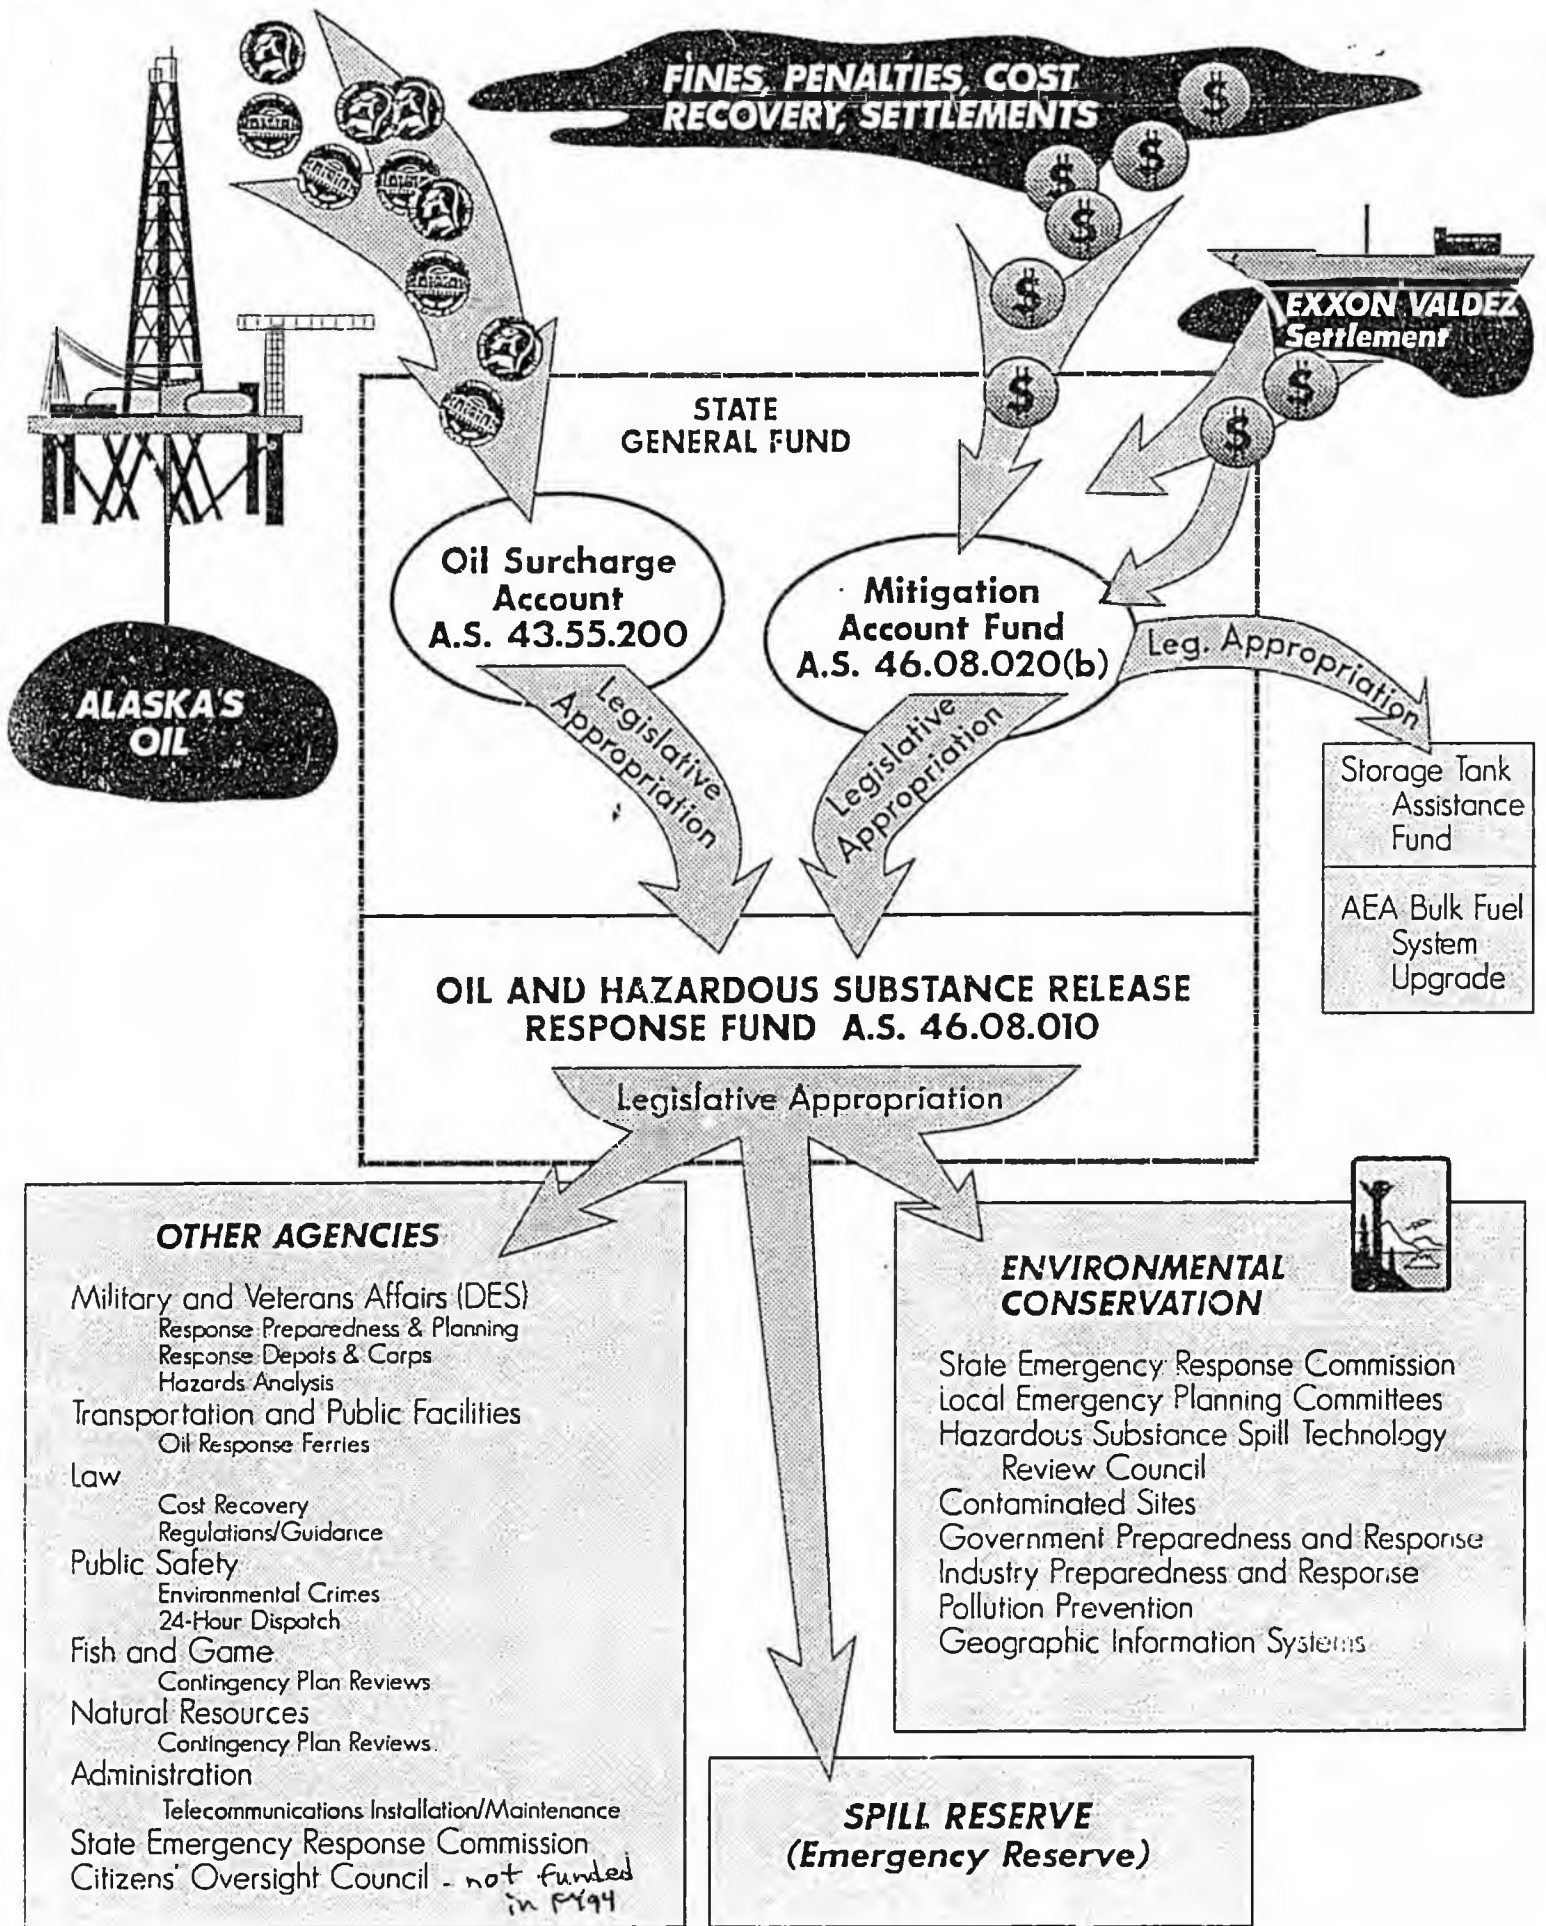 FINES, PENALTIES, COST
RECOVERY, SETTLEMENTS
EXXON VALDEZ
Settlement
STATE
GENERAL FUND
Oil Surcharge
Account
A.S. 43.55.200
Mitigation
Account Fund
A.S. 46.08.020(b)
Leg. Appropriation
ALASKA'S
OIL
Legislative
Appropriation
Legislative
Appropriation
Storage Tank
Assistance
Fund
AEA Bulk Fuel
System
Upgrade
OIL AND HAZARDOUS SUBSTANCE RELEASE
RESPONSE FUND A.S. 46.08.010
Legislative Appropriation
OTHER AGENCIES
Military and Veterans Affairs (DES)
Response Preparedness & Planning
Response Depots & Corps
Hazards Analysis
Transportation and Public Facilities
Oil Response Ferries
Law
Cost Recovery
Regulations/Guidance
Public Safety
Environmental Crimes
24-Hour Dispatch
Fish and Game
Contingency Plan Reviews
Natural Resources
Contingency Plan Reviews
Administration
Telecommunications Installation/Maintenance
State Emergency Response Commission
Citizens' Oversight Council - not funded
in FY94
ENVIRONMENTAL
CONSERVATION
State Emergency Response Commission
Local Emergency Planning Committees
Hazardous Substance Spill Technology
Review Council
Contaminated Sites
Government Preparedness and Response
Industry Preparedness and Response
Pollution Prevention
Geographic Information Systems
SPILL RESERVE
(Emergency Reserve)